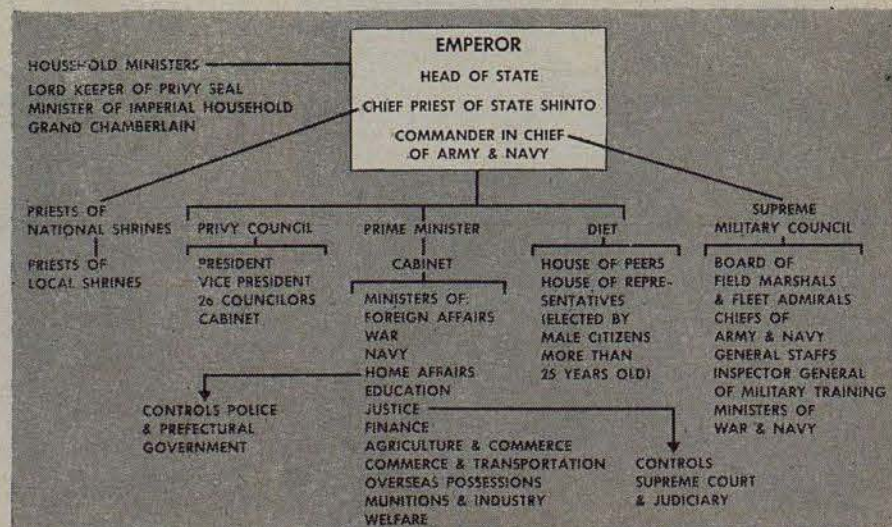 EMPEROR
HEAD OF STATE
CHIEF PRIEST OF STATE SHINTO
COMMANDER IN CHIEF
OF ARMY & NAVY
HOUSEHOLD MINISTERS
LORD KEEPER OF PRIVY SEAL
MINISTER OF IMPERIAL HOUSEHOLD
GRAND CHAMBERLAIN
PRIESTS OF
NATIONAL SHRINES
PRIESTS OF
LOCAL SHRINES
PRIVY COUNCIL
PRESIDENT
VICE PRESIDENT
26 COUNCILORS
CABINET
PRIME MINISTER
CABINET
MINISTERS OF:
FOREIGN AFFAIRS
WAR
NAVY
HOME AFFAIRS
EDUCATION
JUSTICE
FINANCE
AGRICULTURE & COMMERCE
COMMERCE & TRANSPORTATION
OVERSEAS POSSESSIONS
MUNITIONS & INDUSTRY
WELFARE
CONTROLS POLICE
& PREFECTURAL
GOVERNMENT
CONTROLS
SUPREME COURT
& JUDICIARY
DIET
HOUSE OF PEERS
HOUSE OF REPRE-
SENTATIVES
(ELECTED BY
MALE CITIZENS
MORE THAN
25 YEARS OLD)
SUPREME
MILITARY COUNCIL
BOARD OF
FIELD MARSHALS
& FLEET ADMIRALS
CHIEFS OF
ARMY & NAVY
GENERAL STAFFS
INSPECTOR GENERAL
OF MILITARY TRAINING
MINISTERS OF
WAR & NAVY